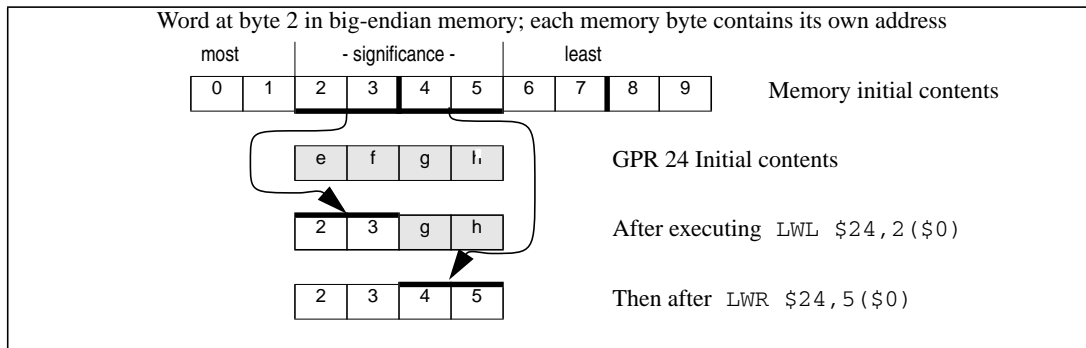 Word at byte 2 in big-endian memory; each memory byte contains its own address
most - significance - least
0 1 2 3 4 5 6 7 8 9 Memory initial contents
e f g h GPR 24 Initial contents
2 3 g h After executing LWL $24,2($0)
2 3 4 5 Then after LWR $24,5($0)